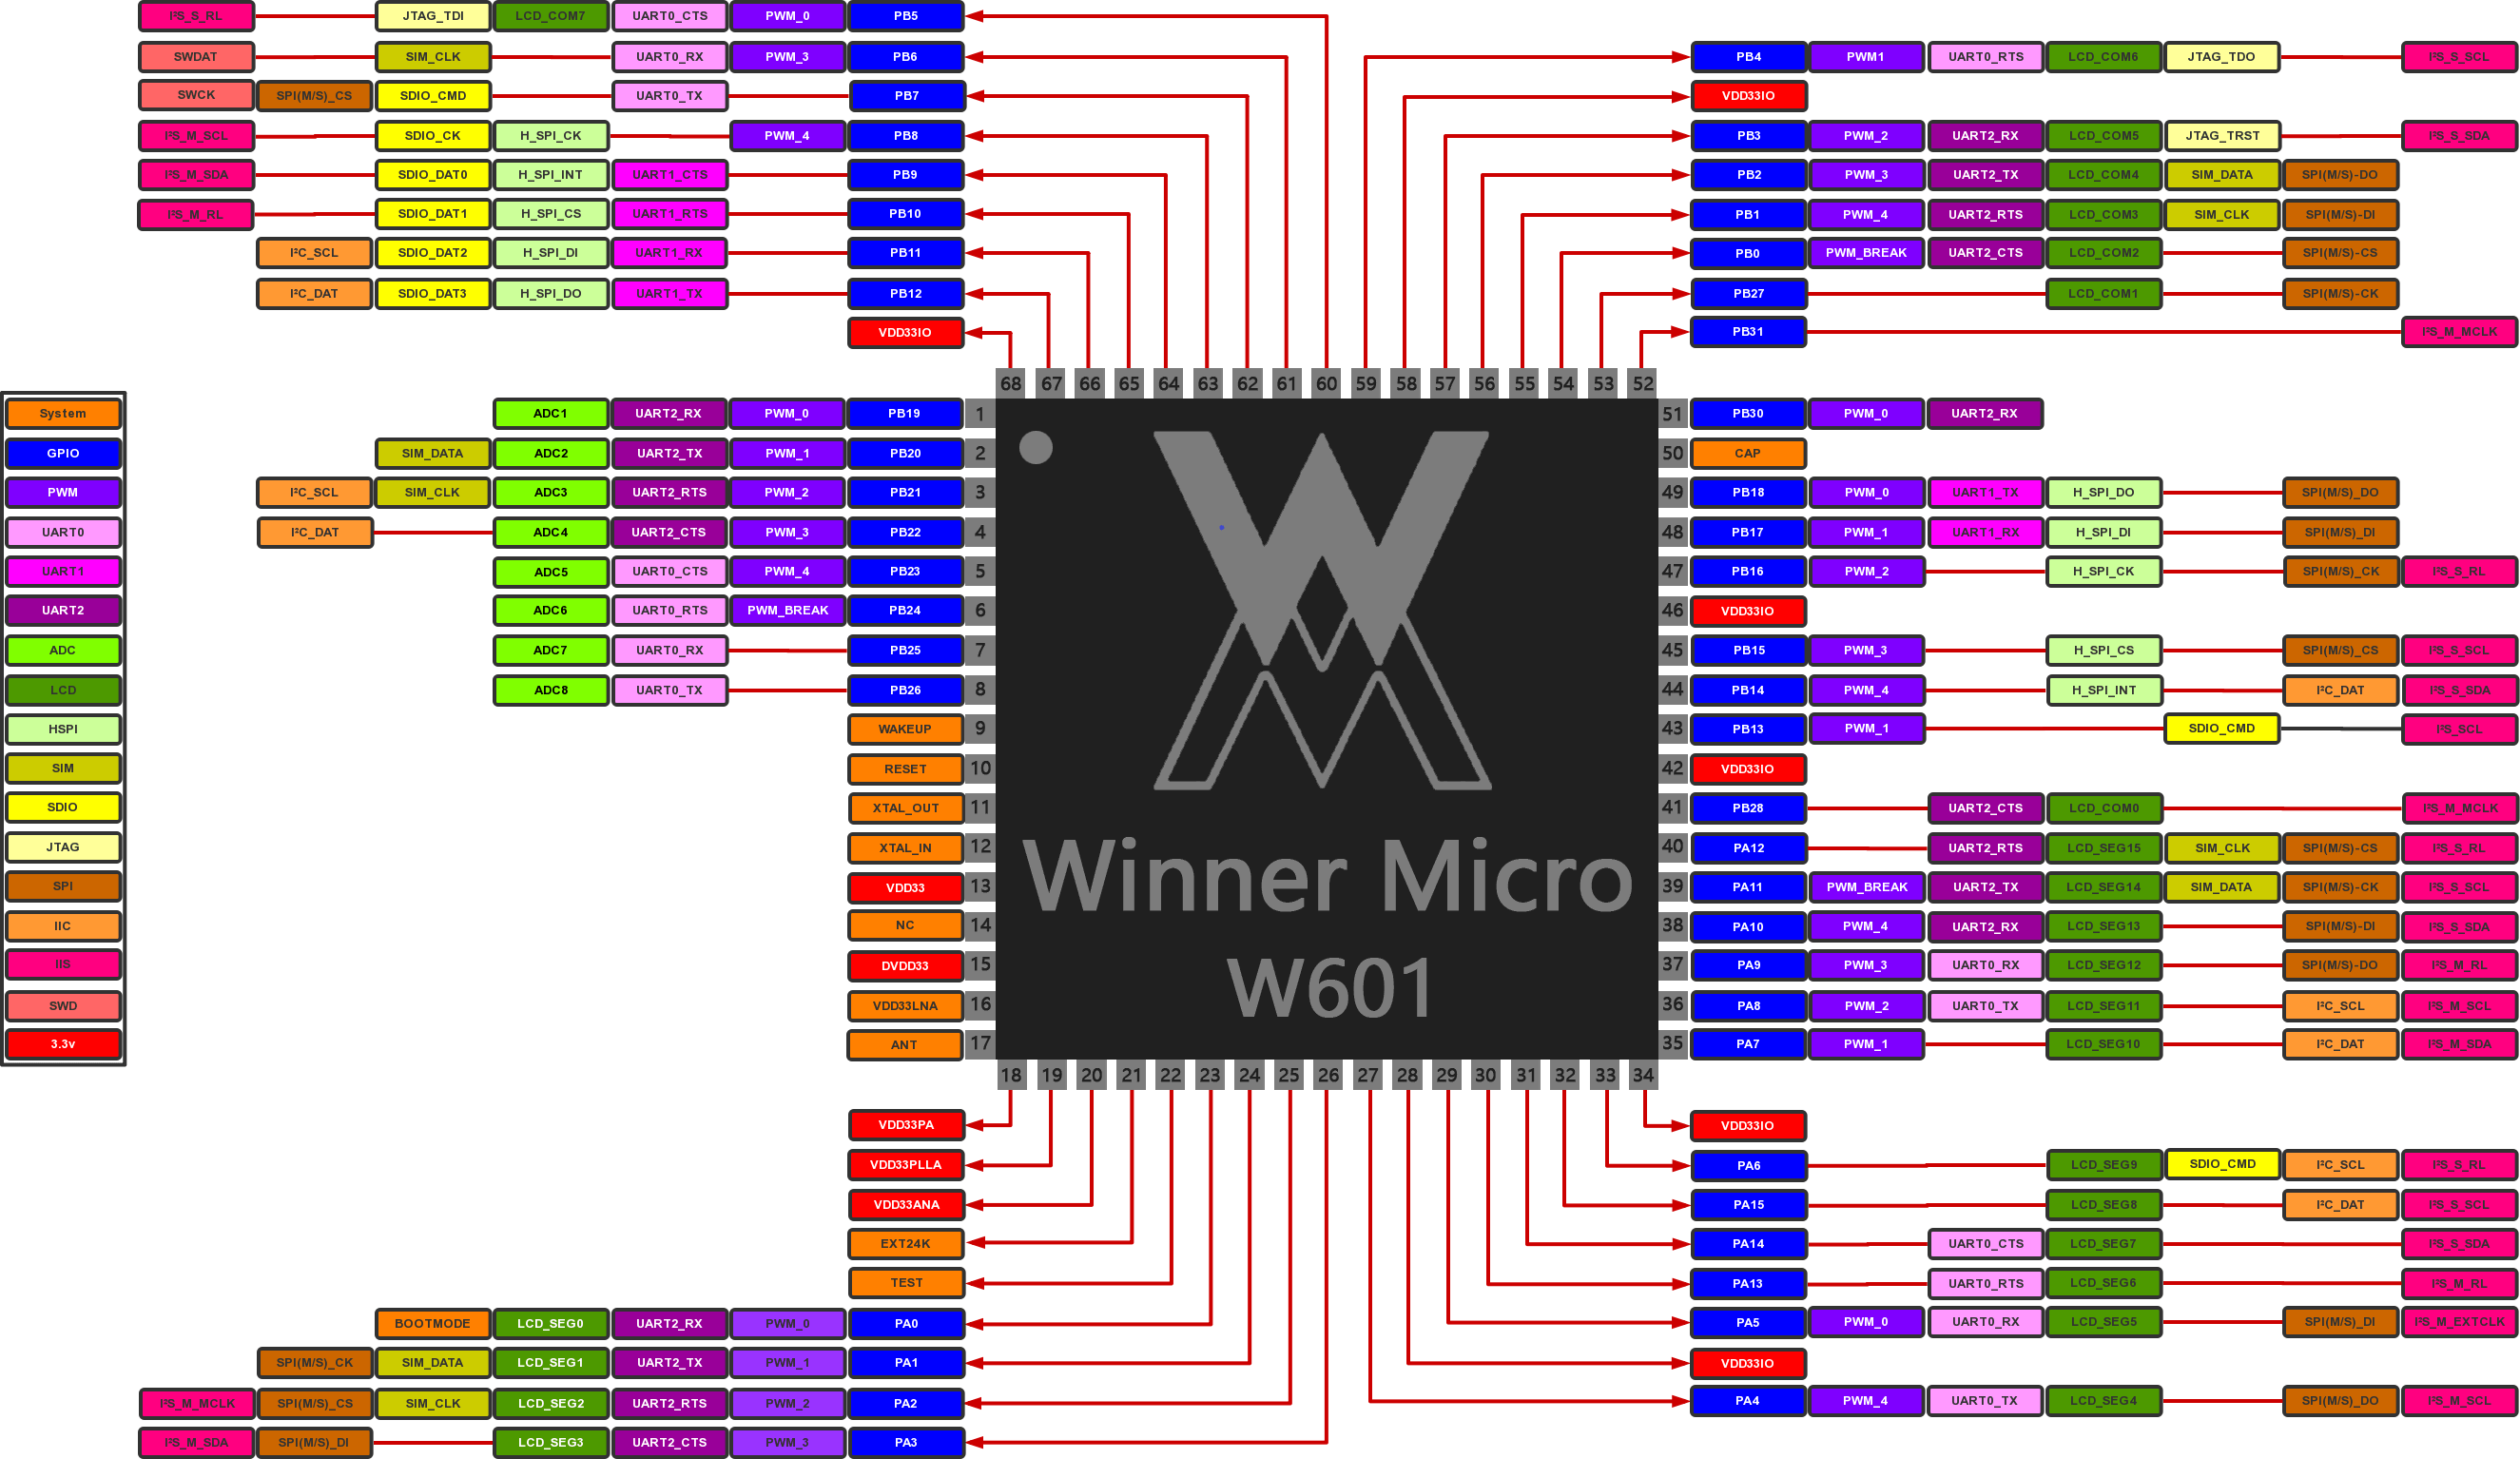 I²S_S_RL JTAG_TDI LCD_COM7 UART0_CTS PWM_0 PB5
SWDAT SIM_CLK UART0_RX PWM_3 PB6
PB4 PWM1 UART0_RTS LCD_COM6 JTAG_TDO I²S_S_SCL
SWCK SPI(M/S)_CS SDIO_CMD UART0_TX PB7
VDD33IO
I²S_M_SCL SDIO_CK H_SPI_CK PWM_4 PB8
PB3 PWM_2 UART2_RX LCD_COM5 JTAG_TRST I²S_S_SDA
I²S_M_SDA SDIO_DAT0 H_SPI_INT UART1_CTS PB9
PB2 PWM_3 UART2_TX LCD_COM4 SIM_DATA SPI(M/S)-DO
I²S_M_RL SDIO_DAT1 H_SPI_CS UART1_RTS PB10
PB1 PWM_4 UART2_RTS LCD_COM3 SIM_CLK SPI(M/S)-DI
I²C_SCL SDIO_DAT2 H_SPI_DI UART1_RX PB11
PB0 PWM_BREAK UART2_CTS LCD_COM2 SPI(M/S)-CS
I²C_DAT SDIO_DAT3 H_SPI_DO UART1_TX PB12
PB27 LCD_COM1 SPI(M/S)-CK
VDD33IO
PB31 I²S_M_MCLK
68 67 66 65 64 63 62 61 60 59 58 57 56 55 54 53 52
System
ADC1 UART2_RX PWM_0 PB19 1
51 PB30 PWM_0 UART2_RX
GPIO
SIM_DATA ADC2 UART2_TX PWM_1 PB20 2
50 CAP
PWM
I²C_SCL SIM_CLK ADC3 UART2_RTS PWM_2 PB21 3
49 PB18 PWM_0 UART1_TX H_SPI_DO SPI(M/S)_DO
UART0
I²C_DAT ADC4 UART2_CTS PWM_3 PB22 4
48 PB17 PWM_1 UART1_RX H_SPI_DI SPI(M/S)_DI
UART1
ADC5 UART0_CTS PWM_4 PB23 5
47 PB16 PWM_2 H_SPI_CK SPI(M/S)_CK I²S_S_RL
UART2
ADC6 UART0_RTS PWM_BREAK PB24 6
46 VDD33IO
ADC
ADC7 UART0_RX PB25 7
45 PB15 PWM_3 H_SPI_CS SPI(M/S)_CS I²S_S_SCL
LCD
ADC8 UART0_TX PB26 8
44 PB14 PWM_4 H_SPI_INT I²C_DAT I²S_S_SDA
HSPI
WAKEUP 9
43 PB13 PWM_1 SDIO_CMD I²S_SCL
SIM
RESET 10
42 VDD33IO
SDIO
XTAL_OUT 11
41 PB28 UART2_CTS LCD_COM0 I²S_M_MCLK
JTAG
XTAL_IN 12
40 PA12 UART2_RTS LCD_SEG15 SIM_CLK SPI(M/S)-CS I²S_S_RL
Winner Micro
SPI
VDD33 13
39 PA11 PWM_BREAK UART2_TX LCD_SEG14 SIM_DATA SPI(M/S)-CK I²S_S_SCL
IIC
NC 14
38 PA10 PWM_4 UART2_RX LCD_SEG13 SPI(M/S)-DI I²S_S_SDA
IIS
DVDD33 15
37 PA9 PWM_3 UART0_RX LCD_SEG12 SPI(M/S)-DO I²S_M_RL
W601
SWD
VDD33LNA 16
36 PA8 PWM_2 UART0_TX LCD_SEG11 I²C_SCL I²S_M_SCL
3.3v
ANT 17
35 PA7 PWM_1 LCD_SEG10 I²C_DAT I²S_M_SDA
18 19 20 21 22 23 24 25 26 27 28 29 30 31 32 33 34
VDD33PA
VDD33IO
VDD33PLLA
PA6 LCD_SEG9 SDIO_CMD I²C_SCL I²S_S_RL
VDD33ANA
PA15 LCD_SEG8 I²C_DAT I²S_S_SCL
EXT24K
PA14 UART0_CTS LCD_SEG7 I²S_S_SDA
TEST
PA13 UART0_RTS LCD_SEG6 I²S_M_RL
BOOTMODE LCD_SEG0 UART2_RX PWM_0 PA0
PA5 PWM_0 UART0_RX LCD_SEG5 SPI(M/S)_DI I²S_M_EXTCLK
SPI(M/S)_CK SIM_DATA LCD_SEG1 UART2_TX PWM_1 PA1
VDD33IO
I²S_M_MCLK SPI(M/S)_CS SIM_CLK LCD_SEG2 UART2_RTS PWM_2 PA2
PA4 PWM_4 UART0_TX LCD_SEG4 SPI(M/S)_DO I²S_M_SCL
I²S_M_SDA SPI(M/S)_DI LCD_SEG3 UART2_CTS PWM_3 PA3